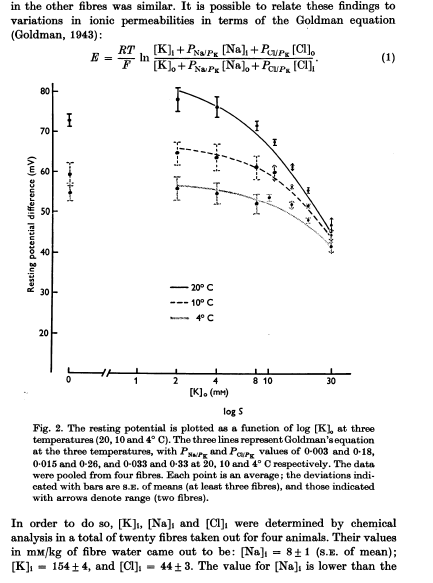 in the other fibres was similar. It is possible to relate these findings to
variations in ionic permeabilities in terms of the Goldman equation
(Goldman, 1943):
E = RT/F ln [K]i + PNa/PK [Na]i + PCl/PK [Cl]o / [K]o + PNa/PK [Na]o + PCl/PK [Cl]i. (1)
80
70
60
50
40
30
20
Resting potential difference (mV)
20° C
10° C
4° C
0 1 2 4 8 10 30
[K]o (mM)
log S
Fig. 2. The resting potential is plotted as a function of log [K]o at three
temperatures (20, 10 and 4° C). The three lines represent Goldman's equation
at the three temperatures, with PNa/PK and PCl/PK values of 0·003 and 0·18,
0·015 and 0·26, and 0·033 and 0·33 at 20, 10 and 4° C respectively. The data
were pooled from four fibres. Each point is an average; the deviations indi-
cated with bars are S.E. of means (at least three fibres), and those indicated
with arrows denote range (two fibres).
In order to do so, [K]i, [Na]i and [Cl]i were determined by chemical
analysis in a total of twenty fibres taken out for four animals. Their values
in mM/kg of fibre water came out to be: [Na]i = 8 ± 1 (S.E. of mean);
[K]i = 154 ± 4, and [Cl]i = 44 ± 3. The value for [Na]i is lower than the